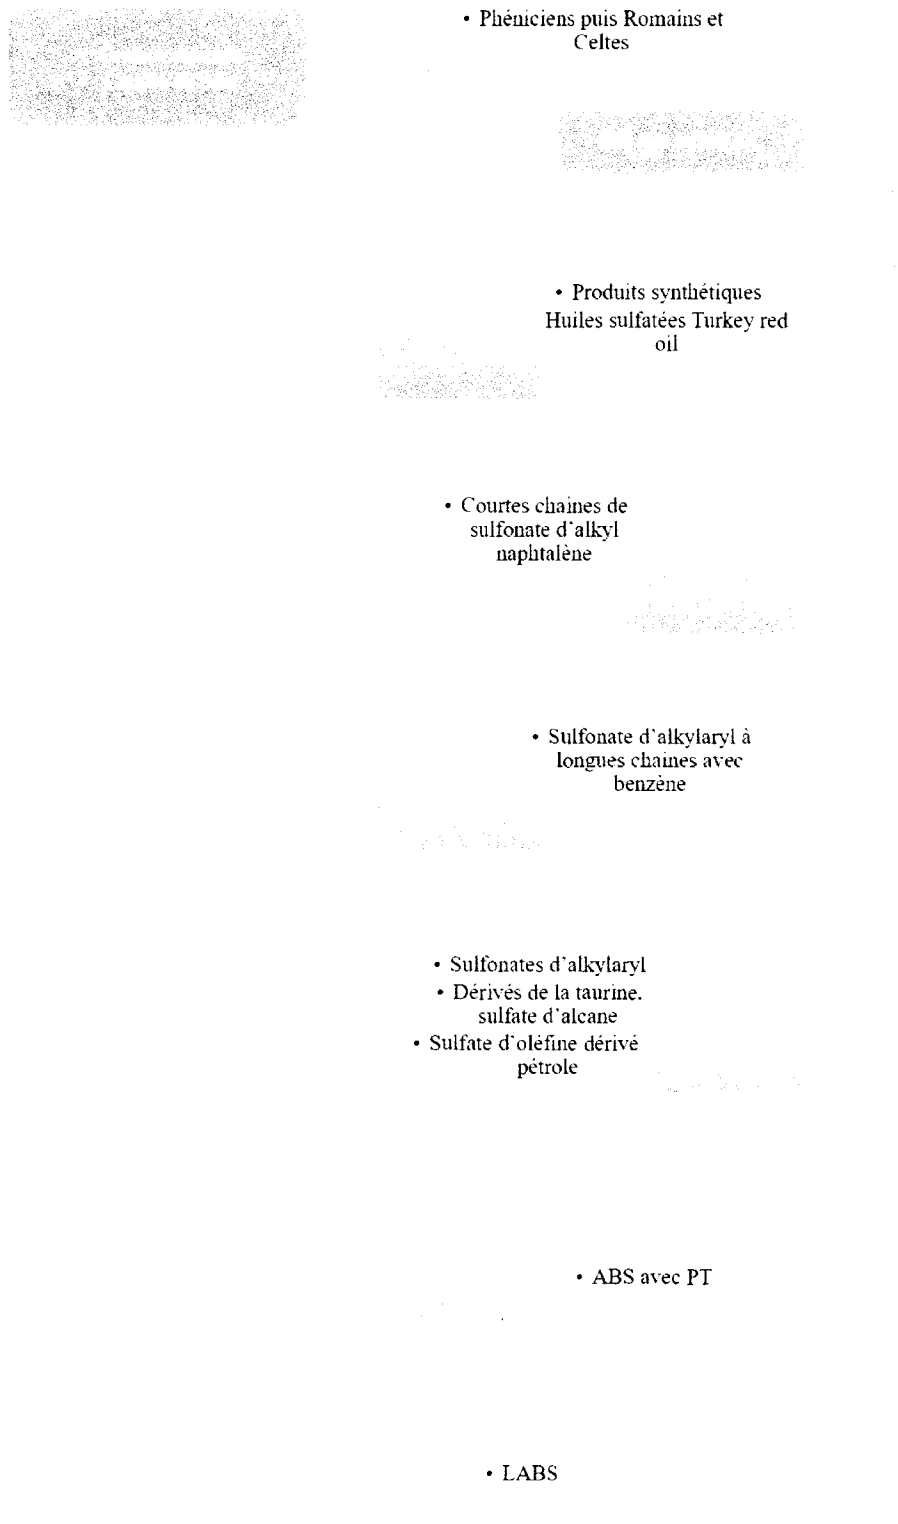 • Phéniciens puis Romains et
Celtes
• Produits synthétiques
Huiles sulfatées Turkey red
oil
• Courtes chaines de
sulfonate d'alkyl
naphtalène
• Sulfonate d'alkylaryl à
longues chaines avec
benzène
• Sulfonates d'alkylaryl
• Dérivés de la taurine.
sulfate d'alcane
• Sulfate d'oléfine dérivé
pétrole
• ABS avec PT
• LABS